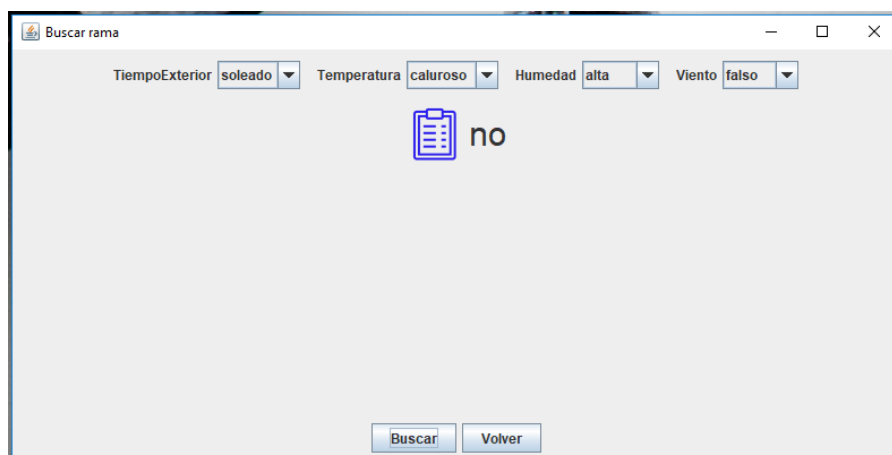 Buscar rama
TiempoExterior soleado Temperatura caluroso Humedad alta Viento falso
no
Buscar Volver